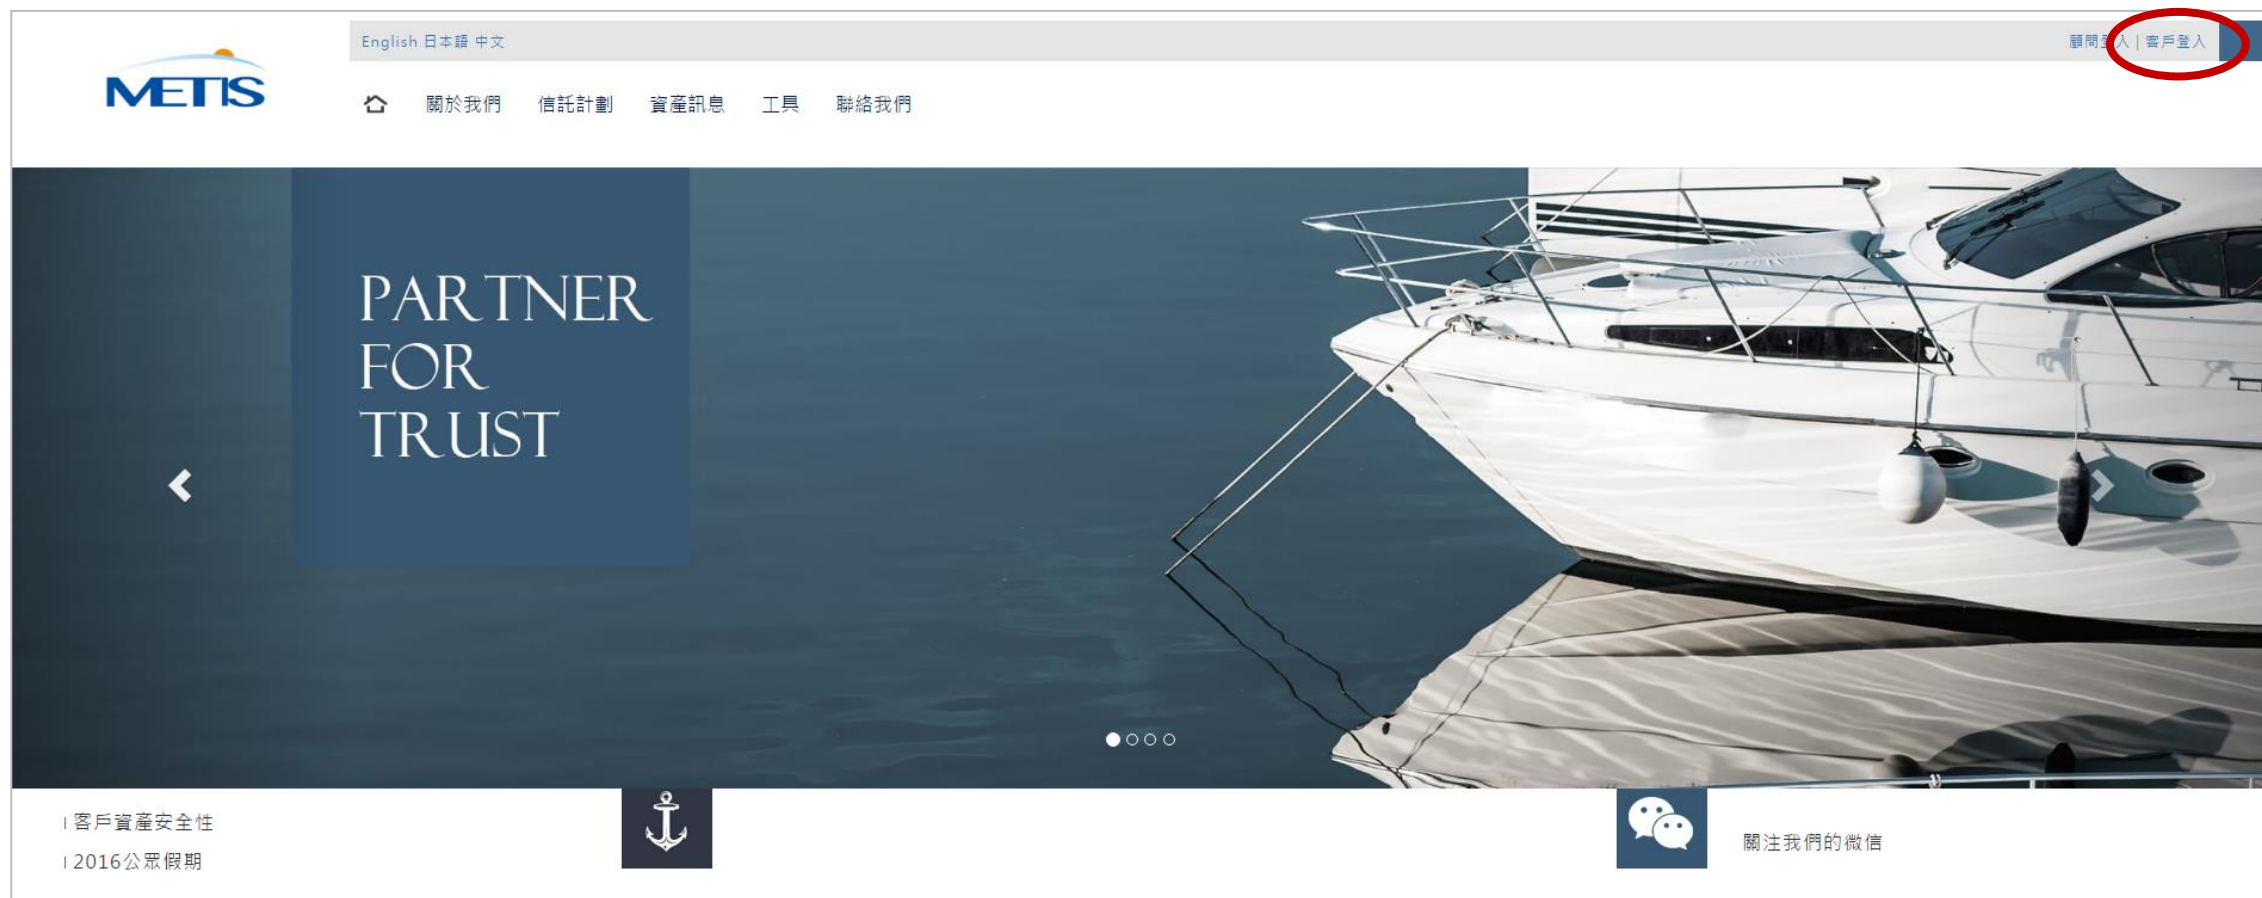 English 日本語 中文
顧問登入 | 客戶登入
METIS
關於我們 信託計劃 資產訊息 工具 聯絡我們
PARTNER
FOR
TRUST
客戶資產安全性
2016公眾假期
關注我們的微信